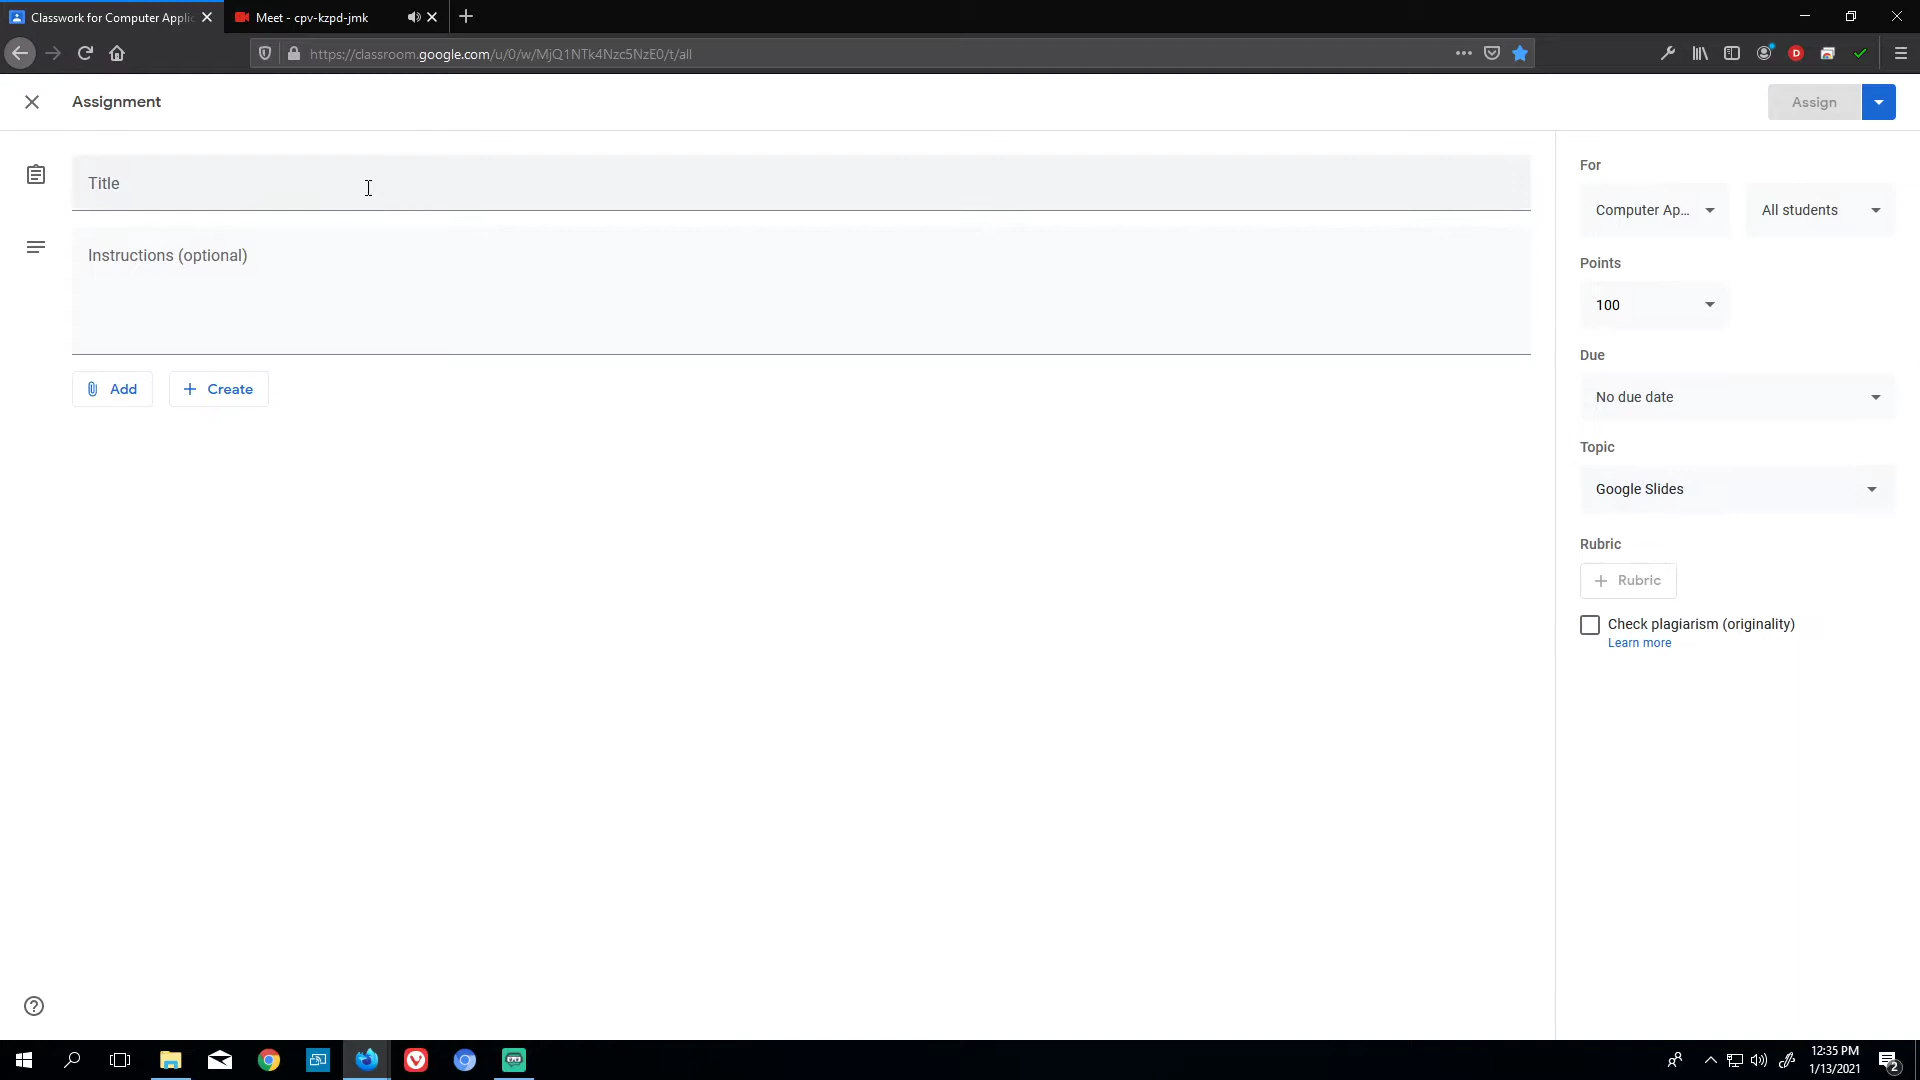 Classwork for Computer Applic
Meet - cpv-kzpd-jmk
https://classroom.google.com/u/0/w/MjQ1NTk4Nzc5NzE0/t/all
D
Assignment
Assign
Title
Instructions (optional)
Add
Create
For
Computer Ap...
All students
Points
100
Due
No due date
Topic
Google Slides
Rubric
Rubric
Check plagiarism (originality)
Learn more
12:35 PM
1/13/2021
2